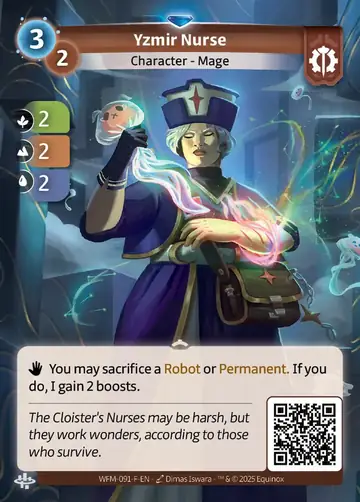 3
Yzmir Nurse
2
Character - Mage
2
2
2
You may sacrifice a Robot or Permanent. If you
do, I gain 2 boosts.
The Cloister's Nurses may be harsh, but
they work wonders, according to those
who survive.
WFM-091-F-EN - Dimas Iswara - ™ & © 2025 Equinox